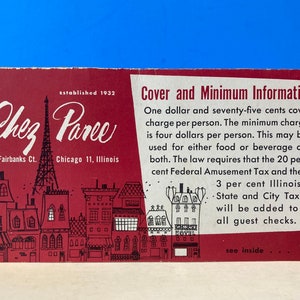 established 1932
Chez Paree
Fairbanks Ct. Chicago 11, Illinois
Cover and Minimum Informati
One dollar and seventy-five cents cov
charge per person. The minimum charg
is four dollars per person. This may b
used for either food or beverage o
both. The law requires that the 20 pe
cent Federal Amusement Tax and the
3 per cent Illinois
State and City Tax
will be added to
all guest checks.
see inside